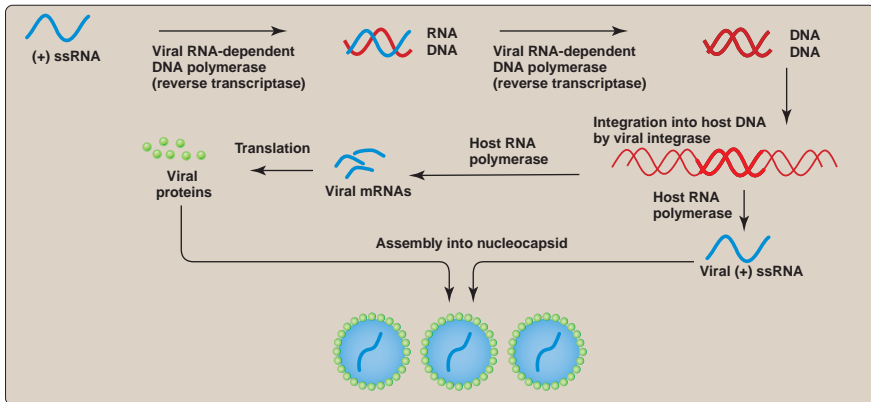 (+) ssRNA
Viral RNA-dependent
DNA polymerase
(reverse transcriptase)
RNA
DNA
Viral RNA-dependent
DNA polymerase
(reverse transcriptase)
DNA
DNA
Integration into host DNA
by viral integrase
Host RNA
polymerase
Viral mRNAs
Translation
Viral
proteins
Host RNA
polymerase
Viral (+) ssRNA
Assembly into nucleocapsid